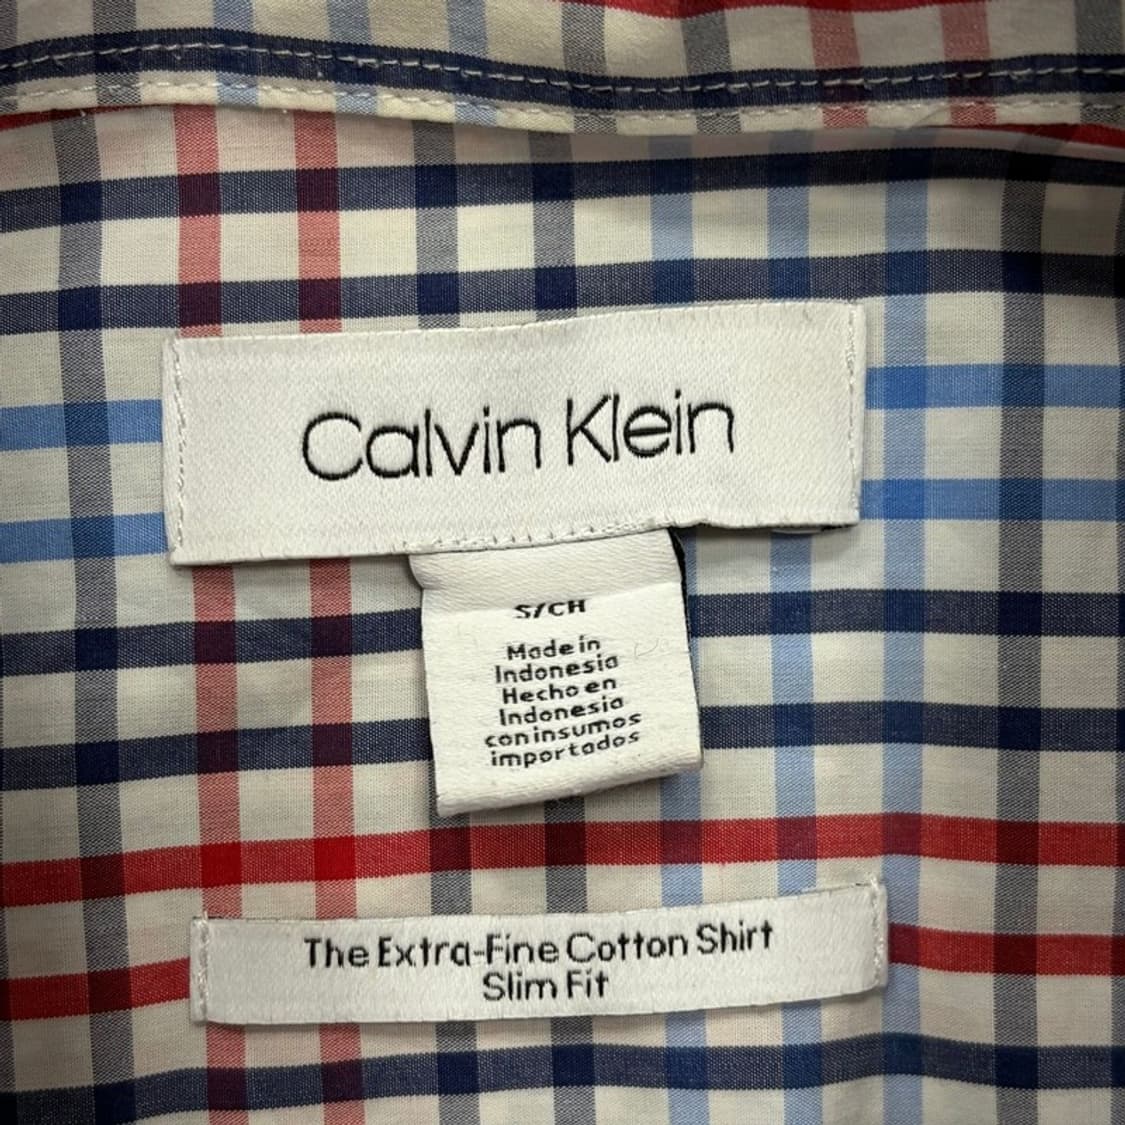 Calvin Klein
S/CH
Made in
Indonesia
Hecho en
Indonesia
con insumos
importados
The Extra-Fine Cotton Shirt
Slim Fit